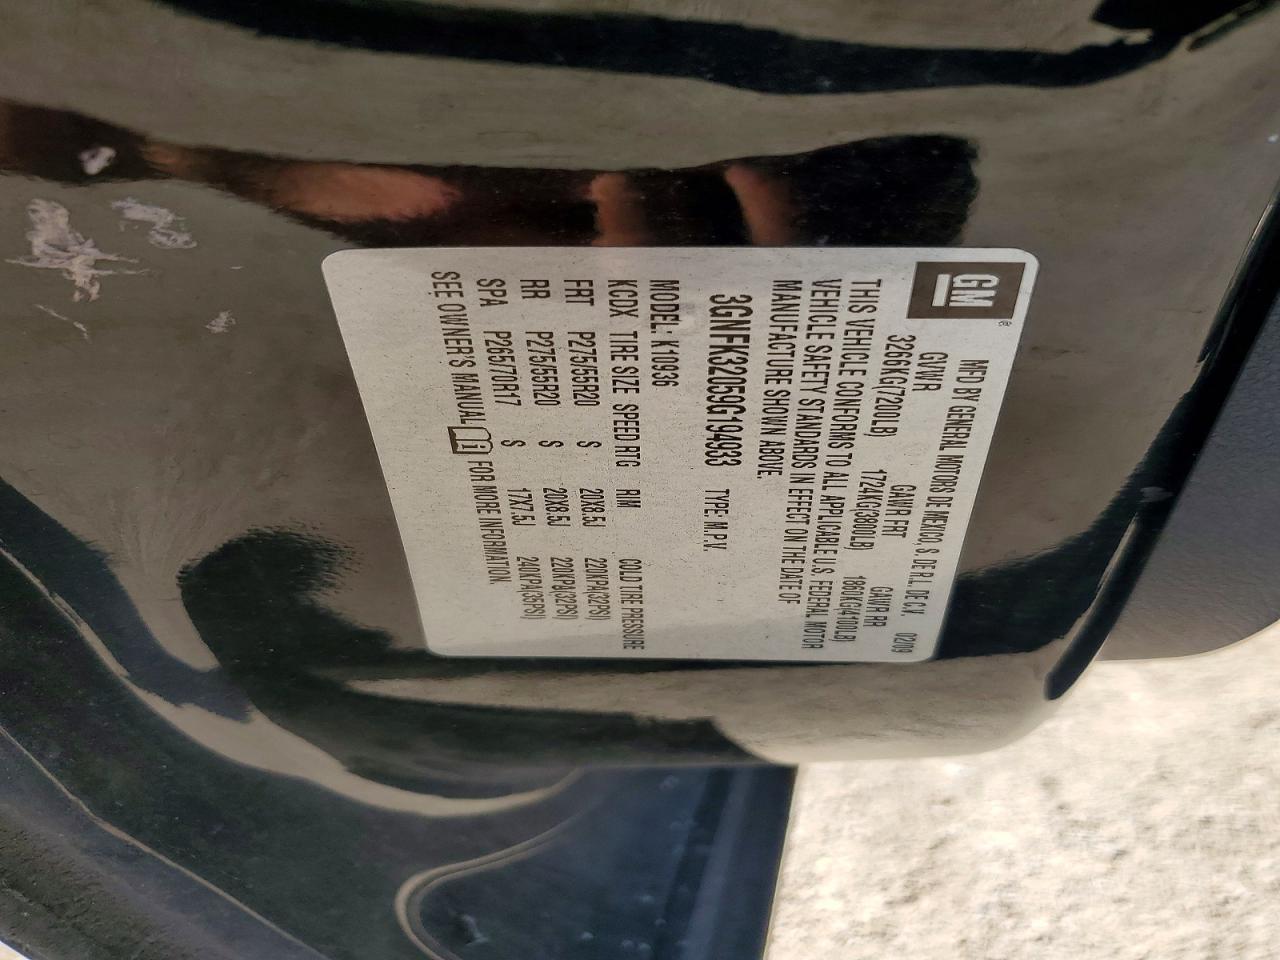 GM®
MFD BY GENERAL MOTORS DE MEXICO, S. DE R.L. DE C.V. 02/09
GVWR GAWR FRT GAWR RR
3266KG(7200LB) 1724KG(3800LB) 1860KG(4100LB)
THIS VEHICLE CONFORMS TO ALL APPLICABLE U.S. FEDERAL MOTOR
VEHICLE SAFETY STANDARDS IN EFFECT ON THE DATE OF
MANUFACTURE SHOWN ABOVE.
3GNFK32059G194933 TYPE: M.P.V.
MODEL: K10936
KCDX TIRE SIZE SPEED RTG RIM COLD TIRE PRESSURE
FRT P275/55R20 S 20X8.5J 220KPA(32PSI)
RR P275/55R20 S 20X8.5J 220KPA(32PSI)
SPA P265/70R17 S 17X7.5J 240KPA(35PSI)
SEE OWNER'S MANUAL FOR MORE INFORMATION.